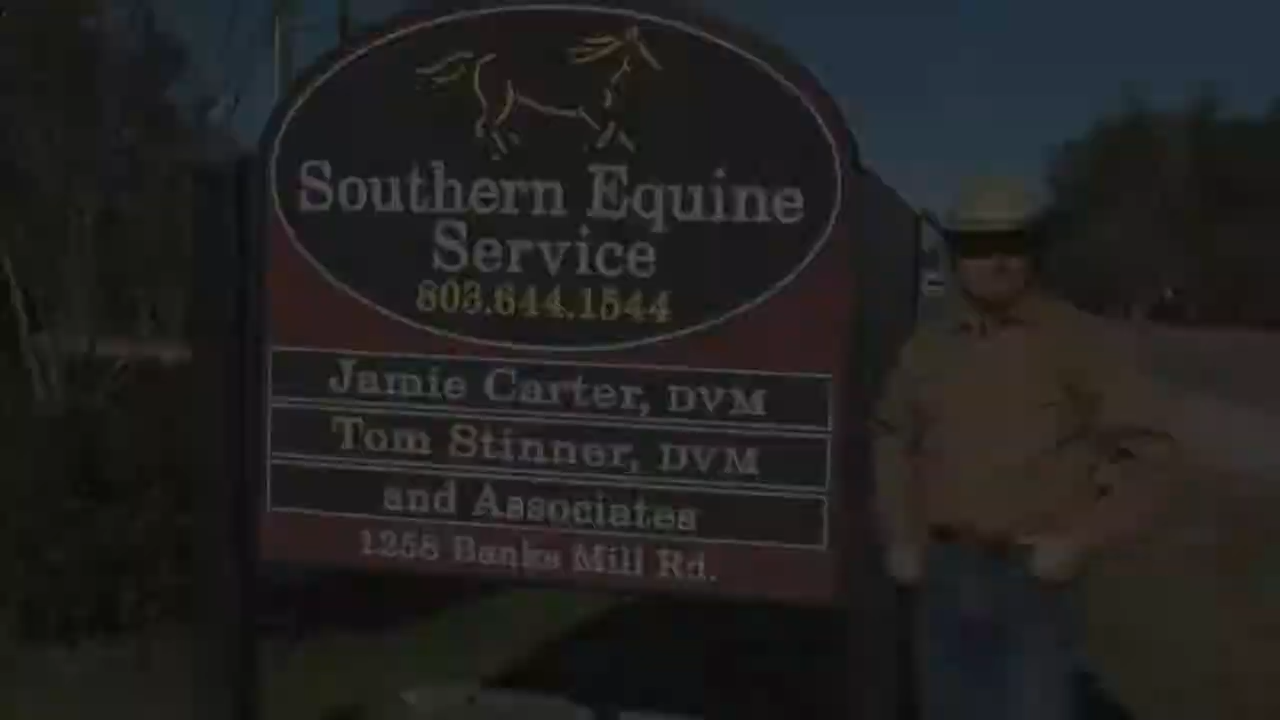 Southern Equine
Service
803.644.1544
Jamie Carter, DVM
Tom Stinner, DVM
and Associates
1258 Banks Mill Rd.